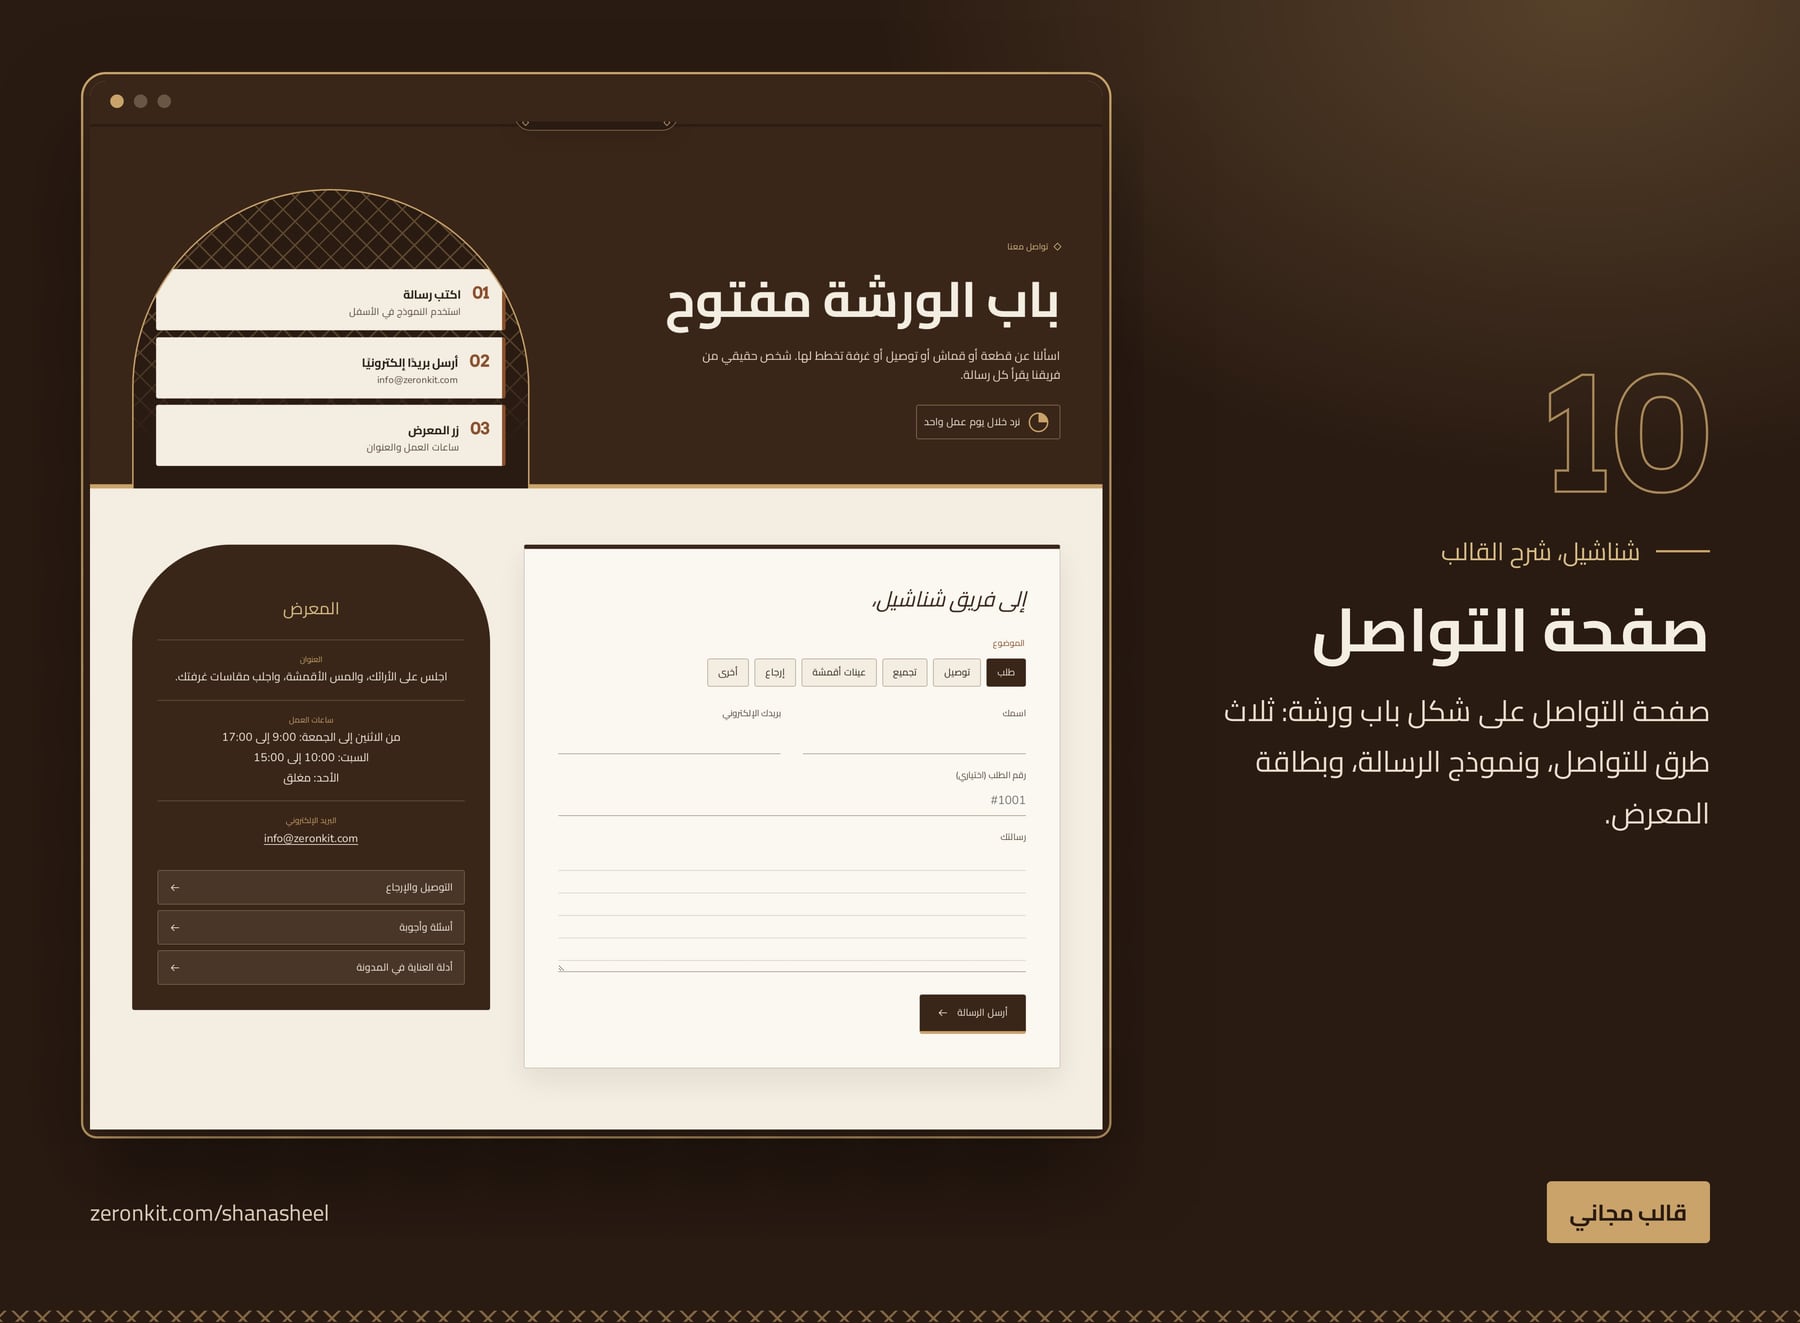 10
شناشيل، شرح القالب
صفحة التواصل
صفحة التواصل على شكل باب ورشة: ثلاث
طرق للتواصل، ونموذج الرسالة، وبطاقة
المعرض.
قالب مجاني
تواصل معنا
باب الورشة مفتوح
اسألنا عن قطعة أو قماش أو توصيل أو غرفة تخطط لها. شخص حقيقي من
فريقنا يقرأ كل رسالة.
نرد خلال يوم عمل واحد
01 اكتب رسالة
استخدم النموذج في الأسفل
02 أرسل بريدًا إلكترونيًا
info@zeronkit.com
03 زر المعرض
ساعات العمل والعنوان
إلى فريق شناشيل،
الموضوع
طلب توصيل تجميع عينات أقمشة إرجاع أخرى
اسمك بريدك الإلكتروني
رقم الطلب (اختياري)
#1001
رسالتك
أرسل الرسالة ←
المعرض
العنوان
اجلس على الأرائك، والمس الأقمشة، واجلب مقاسات غرفتك.
ساعات العمل
من الاثنين إلى الجمعة: 9:00 إلى 17:00
السبت: 10:00 إلى 15:00
الأحد: مغلق
البريد الإلكتروني
info@zeronkit.com
التوصيل والإرجاع ←
أسئلة وأجوبة ←
أدلة العناية في المدونة ←
zeronkit.com/shanasheel